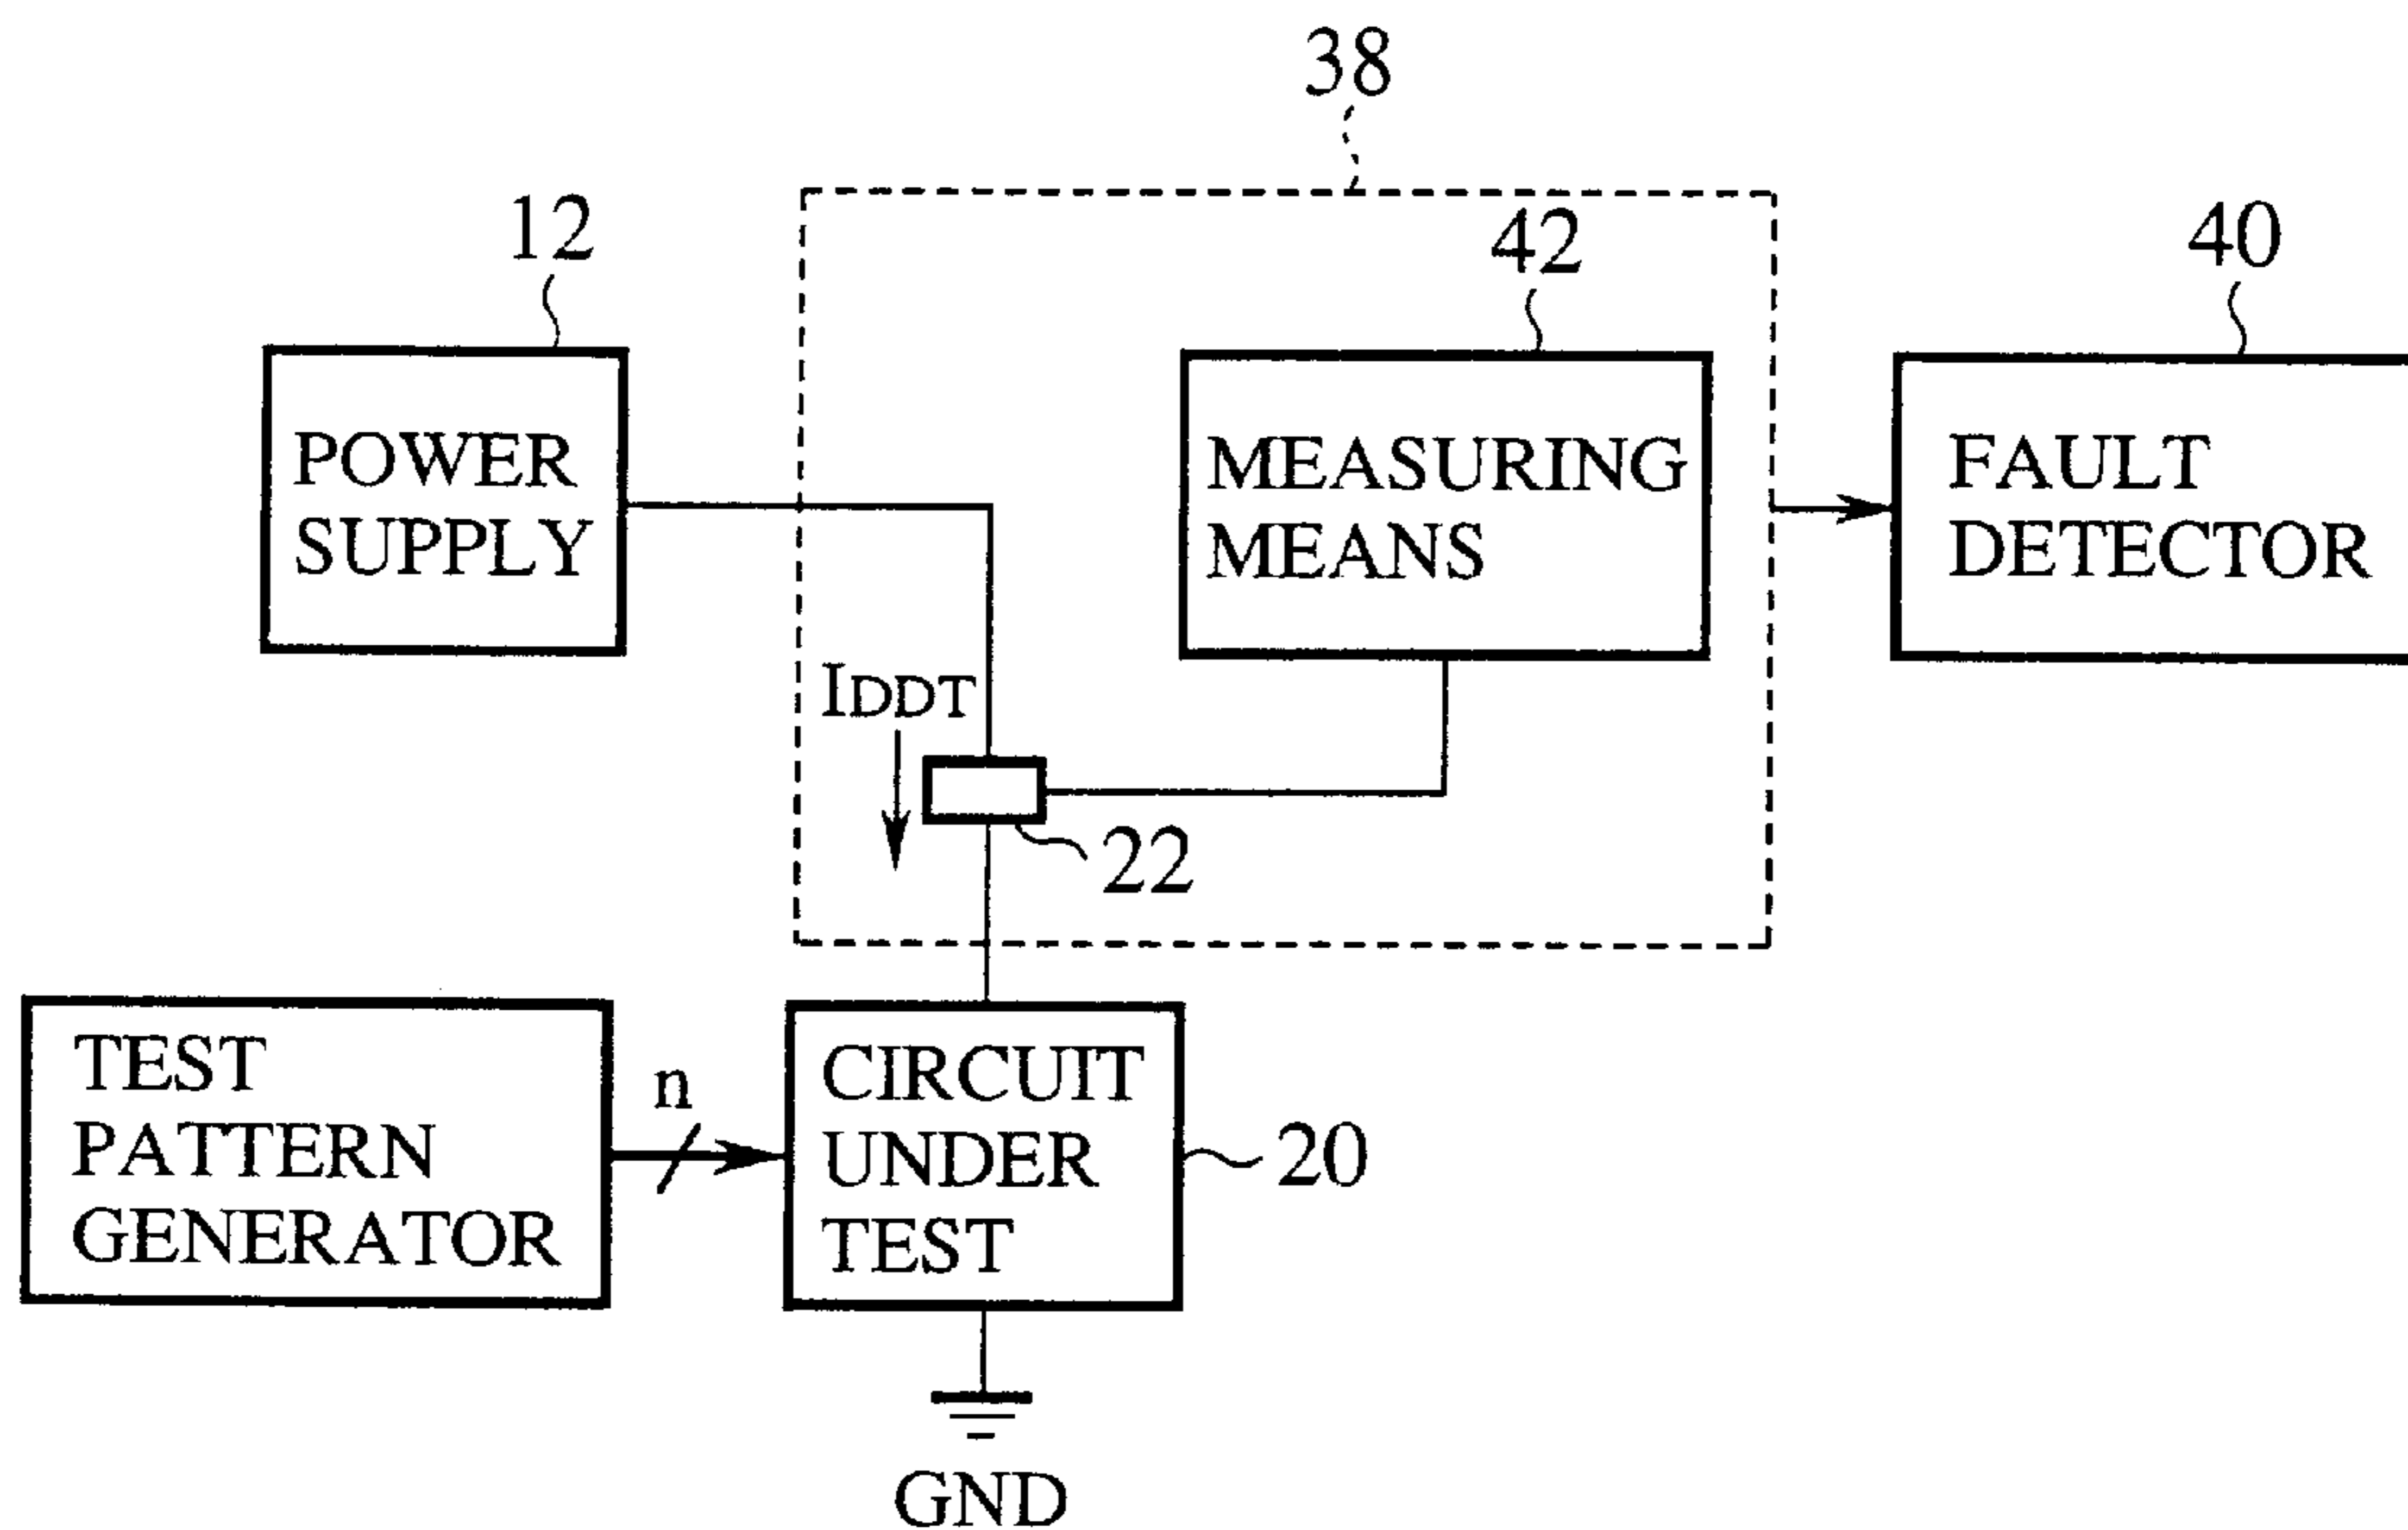 38
12
42
40
POWER
SUPPLY
MEASURING
MEANS
FAULT
DETECTOR
IDDT
22
TEST
PATTERN
GENERATOR
n
CIRCUIT
UNDER
TEST
20
GND